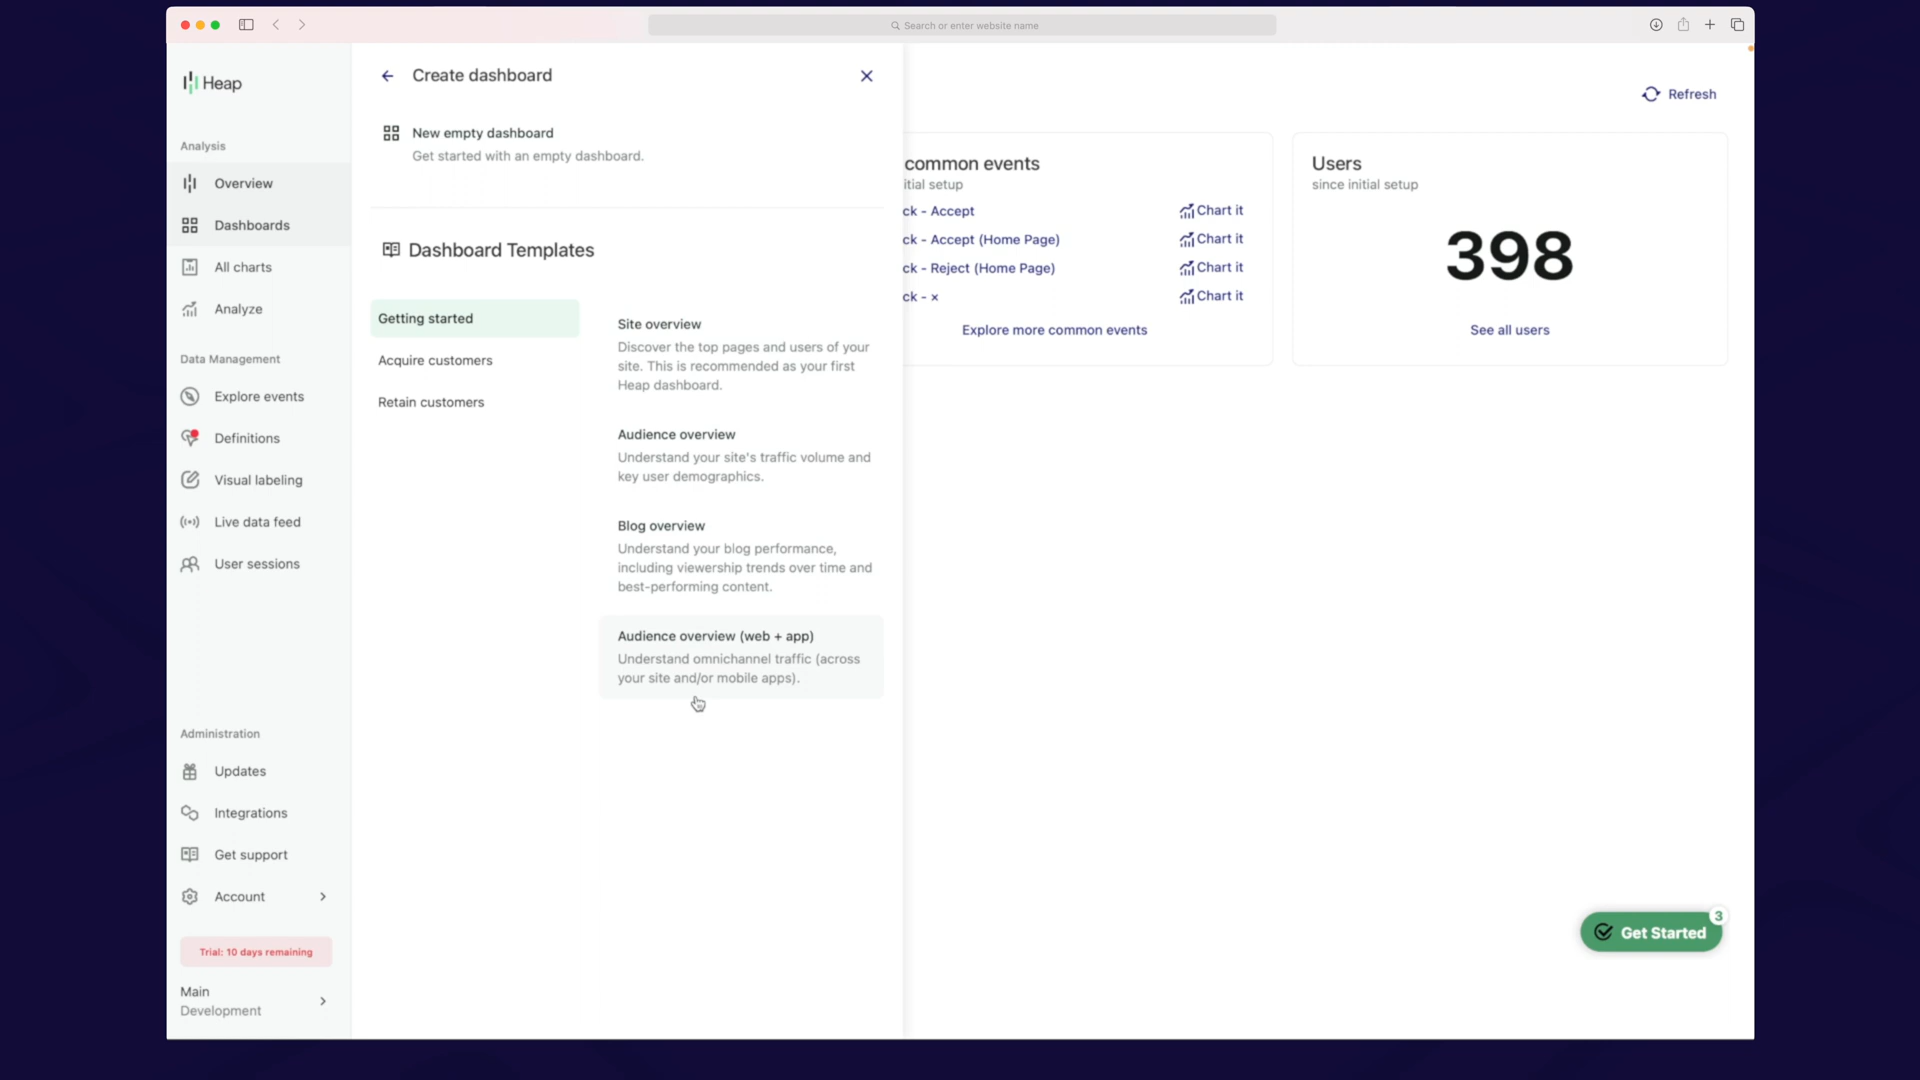 Search or enter website name
Heap
Analysis
Overview
Dashboards
All charts
Analyze
Data Management
Explore events
Definitions
Visual labeling
Live data feed
User sessions
Administration
Updates
Integrations
Get support
Account
Trial: 10 days remaining
Main
Development
Create dashboard
New empty dashboard
Get started with an empty dashboard.
Dashboard Templates
Getting started
Acquire customers
Retain customers
Site overview
Discover the top pages and users of your
site. This is recommended as your first
Heap dashboard.
Audience overview
Understand your site's traffic volume and
key user demographics.
Blog overview
Understand your blog performance,
including viewership trends over time and
best-performing content.
Audience overview (web + app)
Understand omnichannel traffic (across
your site and/or mobile apps).
Refresh
common events
itial setup
ck - Accept Chart it
ck - Accept (Home Page) Chart it
ck - Reject (Home Page) Chart it
ck - × Chart it
Explore more common events
Users
since initial setup
398
See all users
3
Get Started